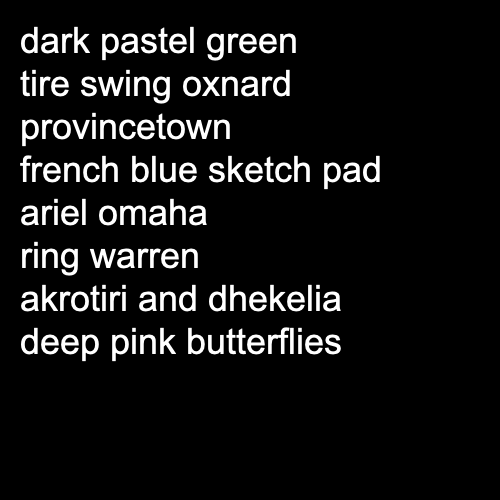 dark pastel green
tire swing oxnard
provincetown
french blue sketch pad
ariel omaha
ring warren
akrotiri and dhekelia
deep pink butterflies